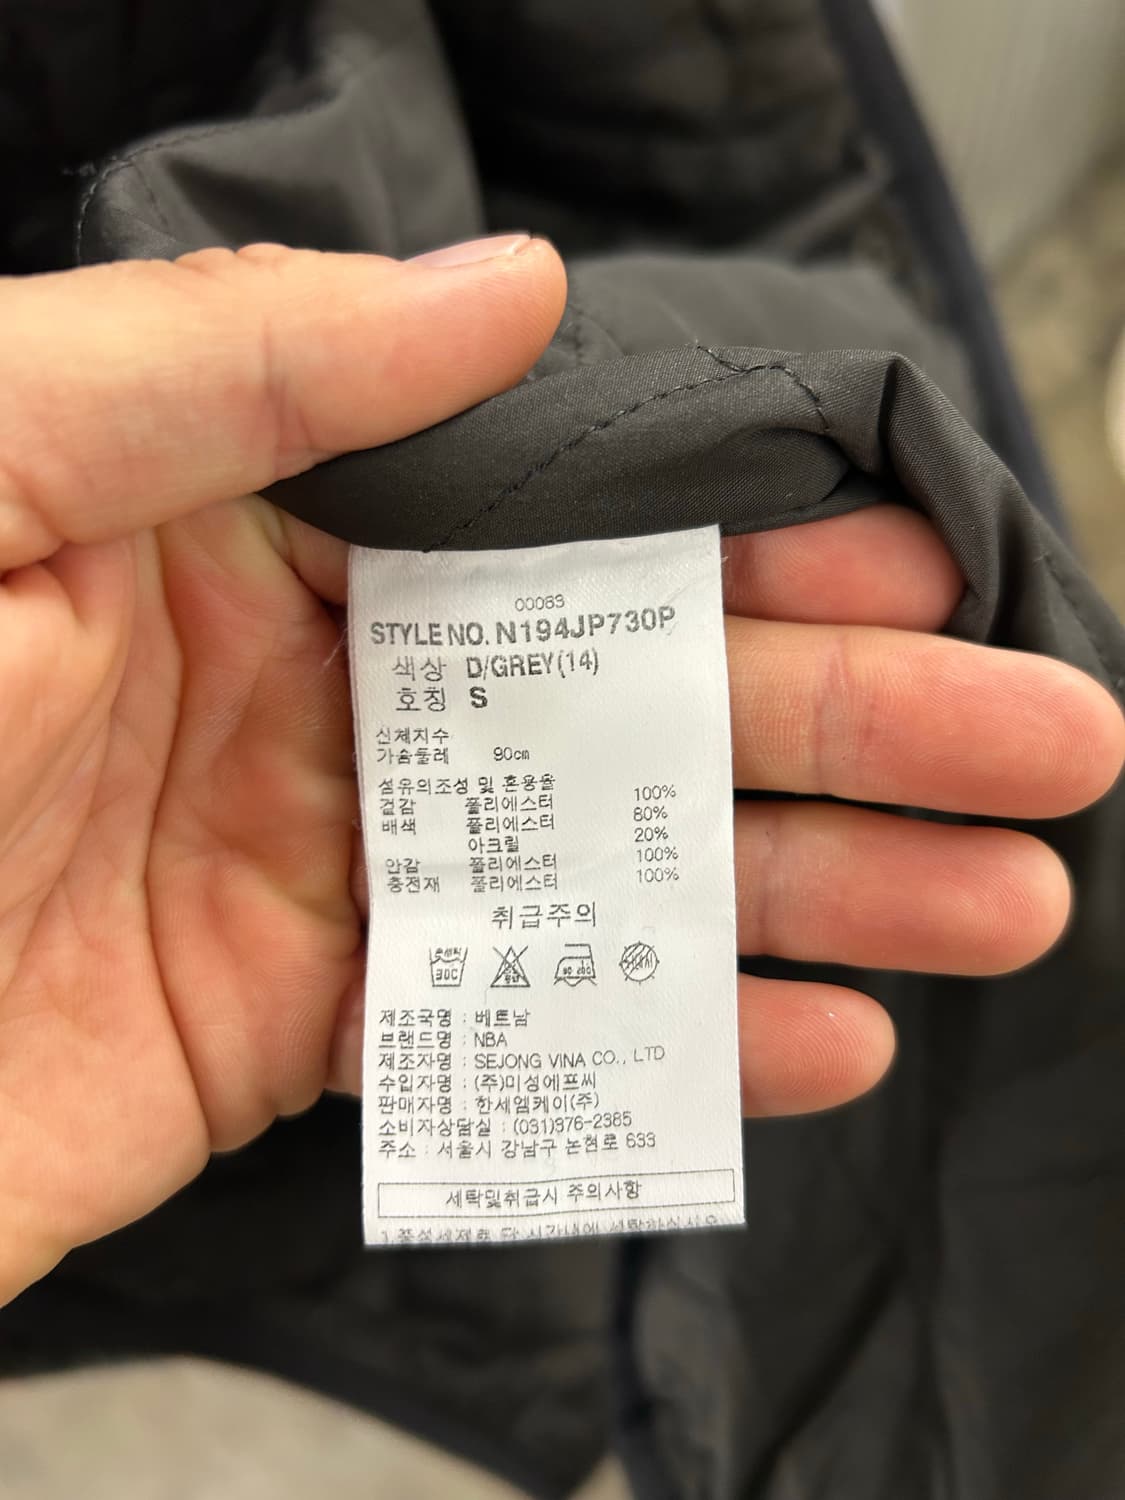 00083
STYLE NO. N194JP730P
색상 D/GREY(14)
호칭 S
신체치수
가슴둘레 90cm
섬유의조성 및 혼용율
겉감 폴리에스터 100%
배색 폴리에스터 80%
아크릴 20%
안감 폴리에스터 100%
충전재 폴리에스터 100%
취급주의
30C
제조국명 : 베트남
브랜드명 : NBA
제조자명 : SEJONG VINA CO., LTD
수입자명 : (주)미성에프씨
판매자명 : 한세엠케이(주)
소비자상담실 : (031)376-2385
주소 : 서울시 강남구 논현로 633
세탁및취급시 주의사항